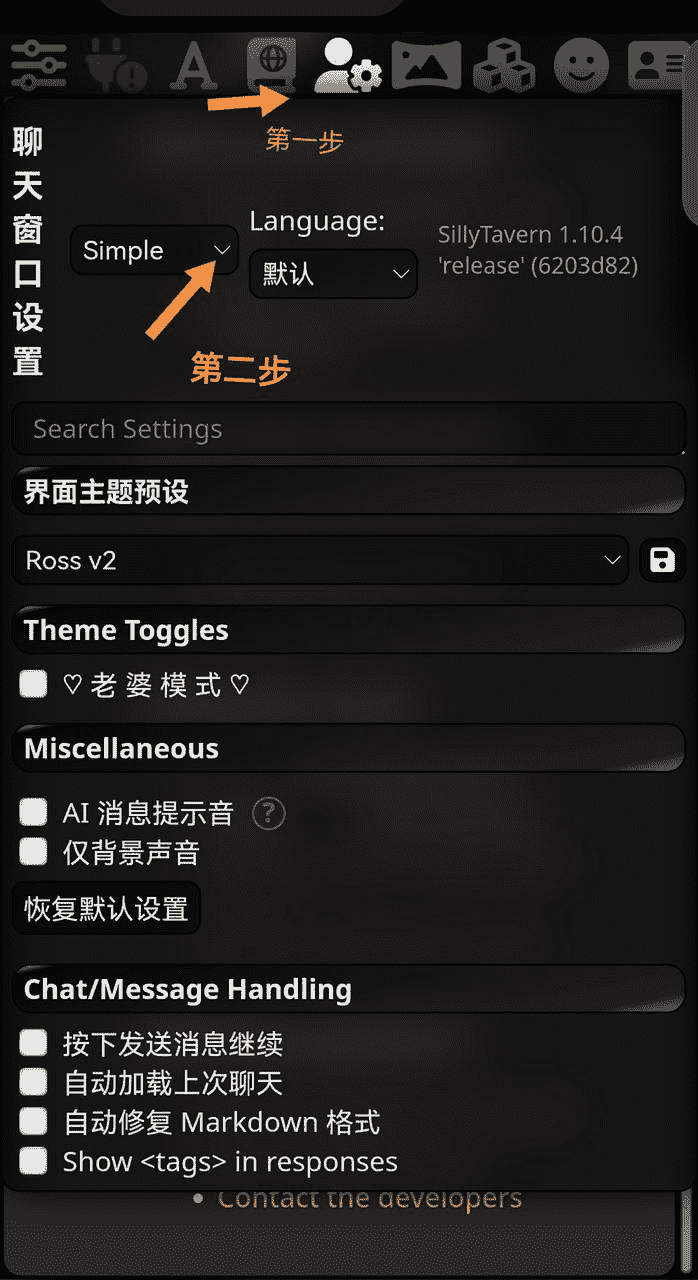 第一步
聊天窗口设置
Language:
Simple
默认
SillyTavern 1.10.4
'release' (6203d82)
第二步
Search Settings
界面主题预设
Ross v2
Theme Toggles
♡ 老 婆 模 式 ♡
Miscellaneous
AI 消息提示音 ?
仅背景声音
恢复默认设置
Chat/Message Handling
按下发送消息继续
自动加载上次聊天
自动修复 Markdown 格式
Show <tags> in responses
• Contact the developers